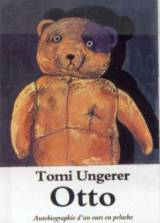 Tomi Ungerer
Otto
Autobiographie d'un ours en peluche